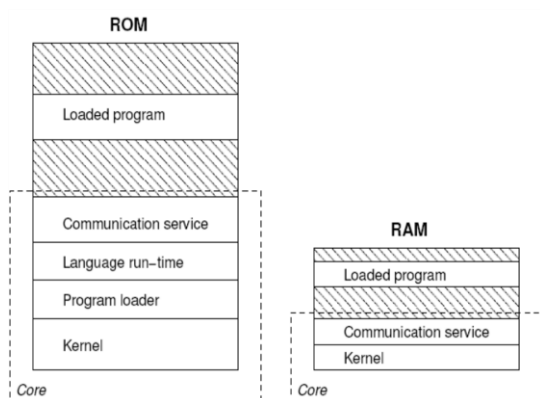 ROM
Loaded program
Communication service
Language run-time
Program loader
Kernel
Core
RAM
Loaded program
Communication service
Kernel
Core